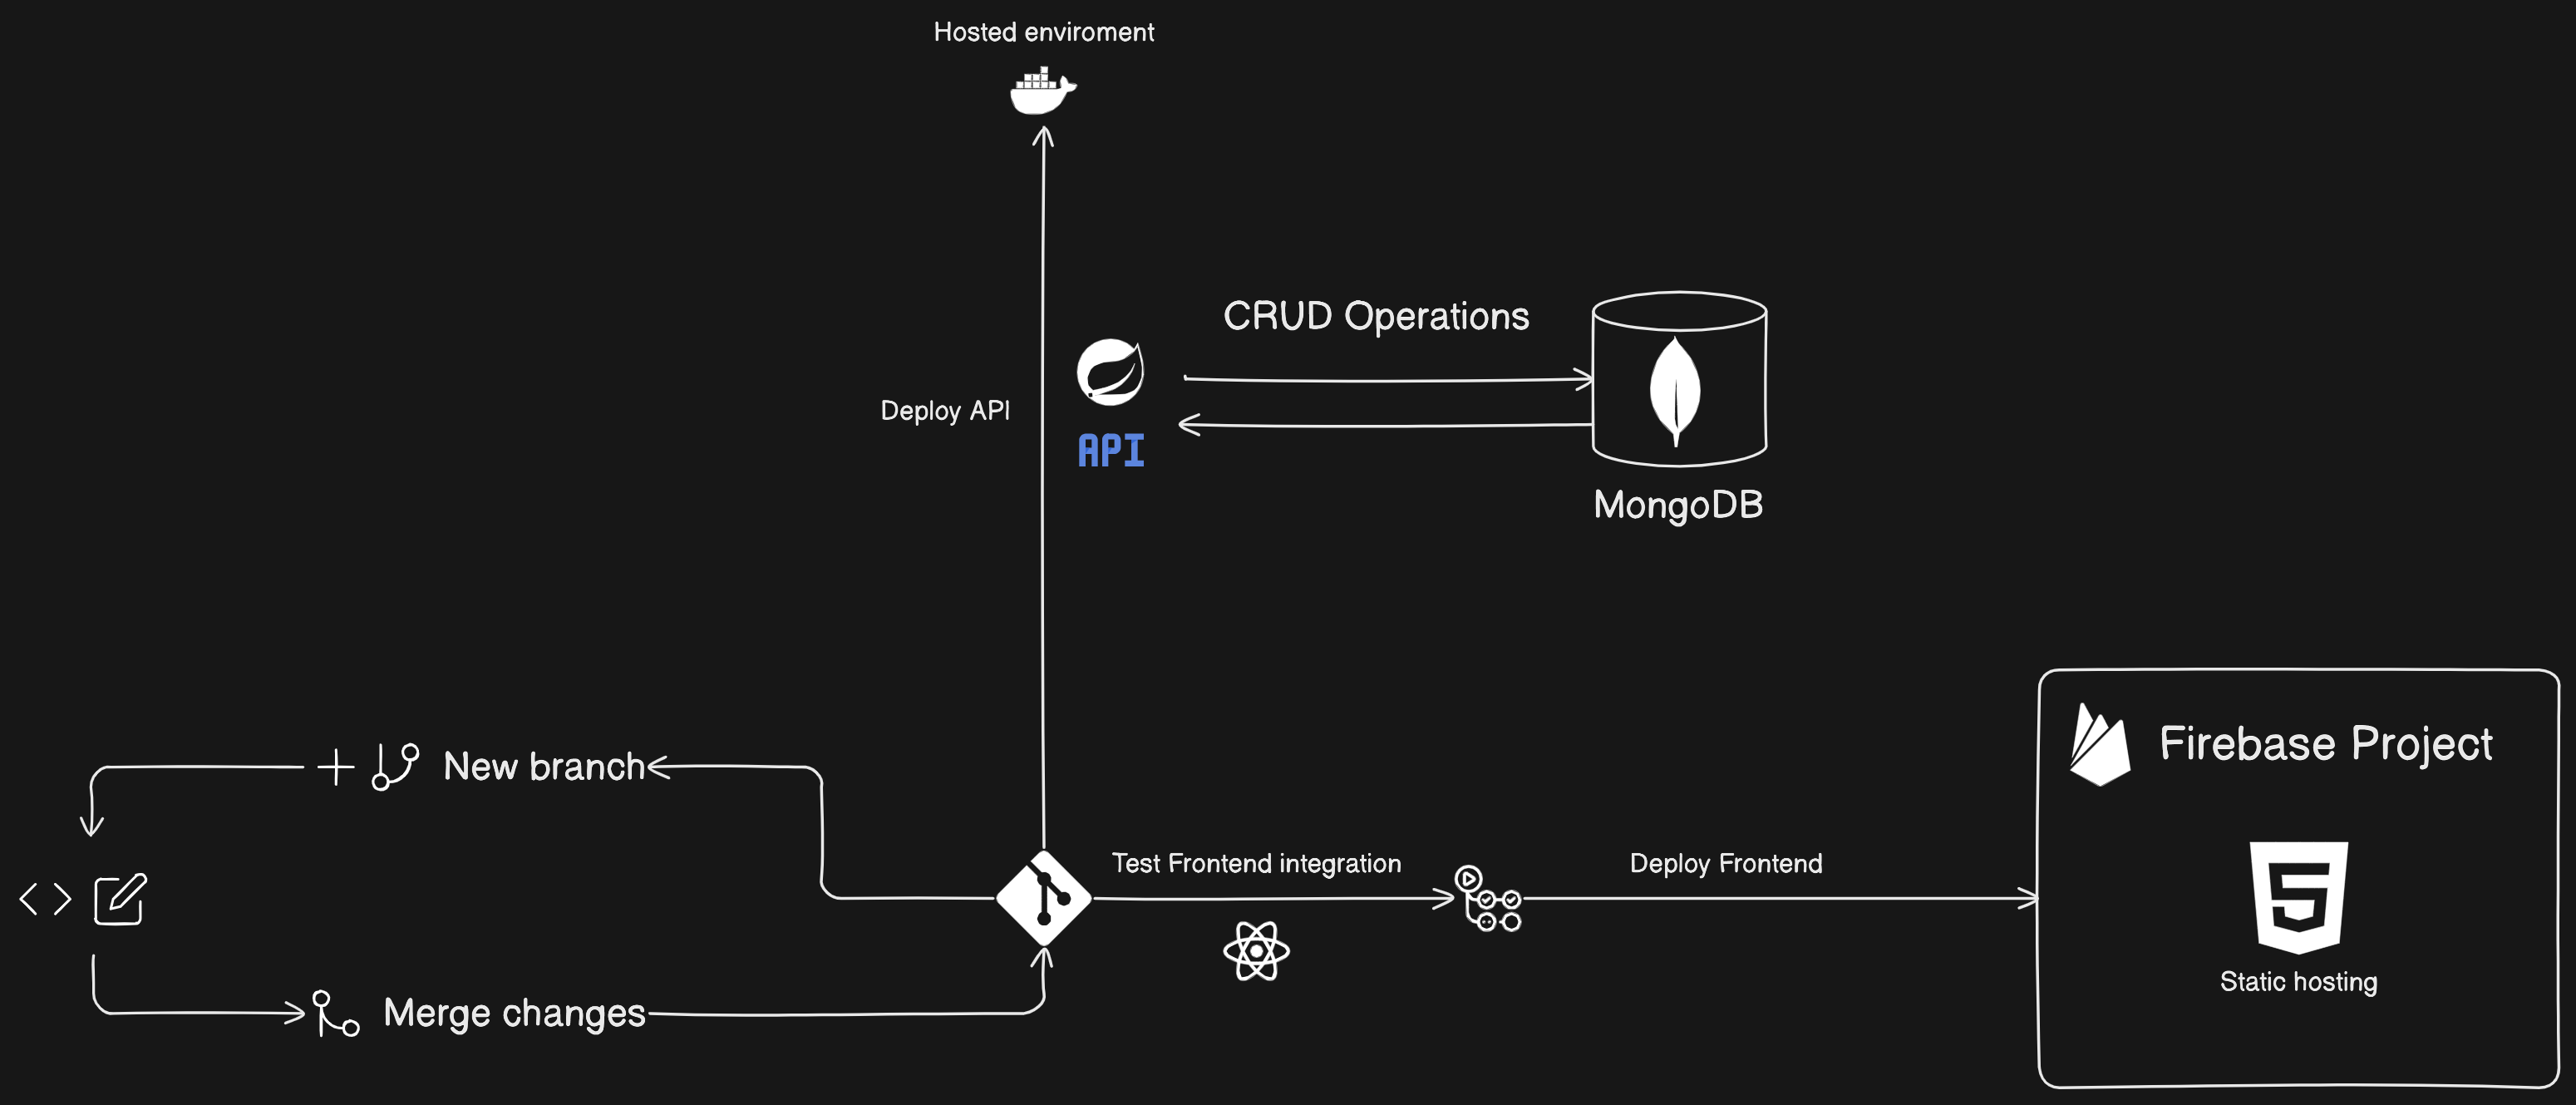 Hosted enviroment
CRUD Operations
Deploy API
API
MongoDB
New branch
Firebase Project
Test Frontend integration
Deploy Frontend
Static hosting
Merge changes